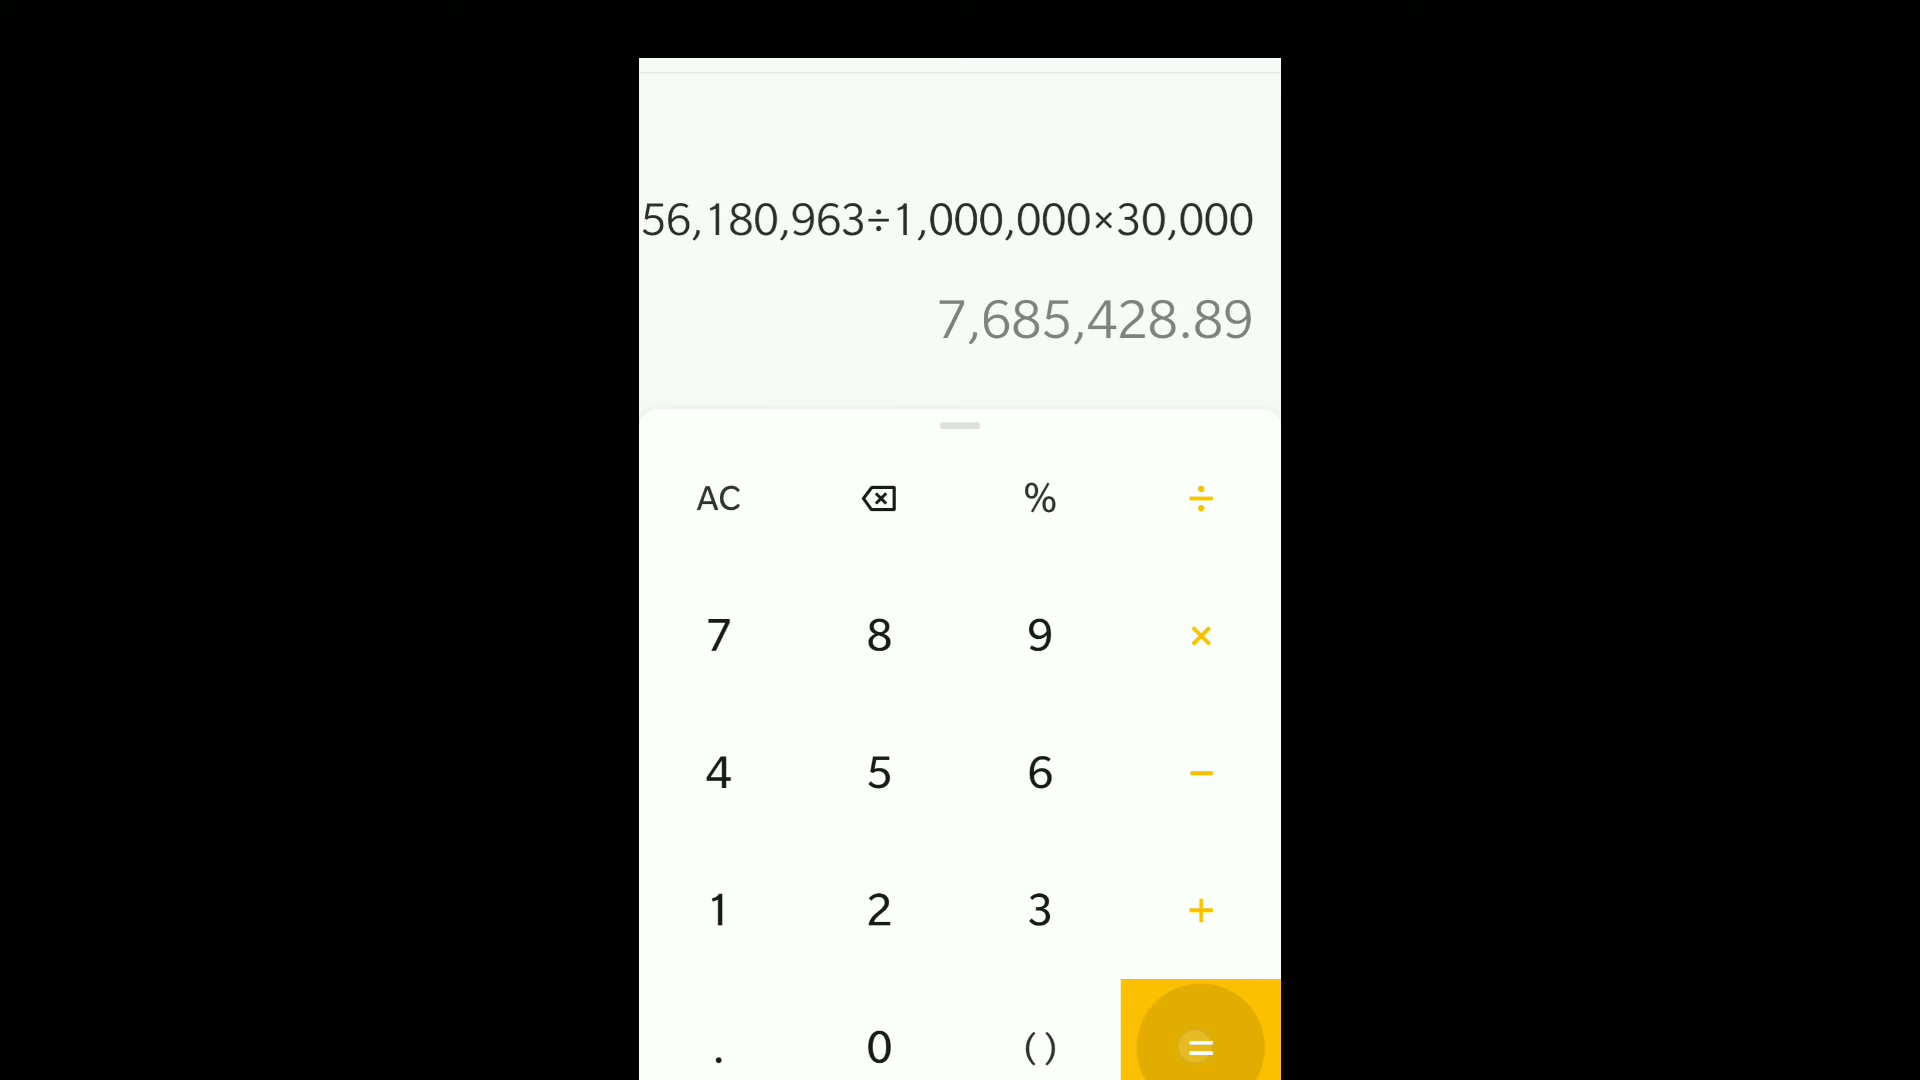 56,180,963÷1,000,000×30,000
7,685,428.89
AC % ÷
7 8 9 ×
4 5 6 −
1 2 3 +
. 0 ( ) =